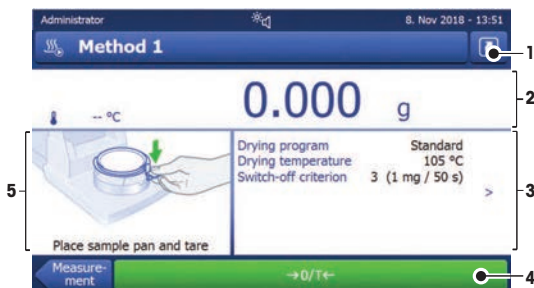 Administrator 8. Nov 2018 - 13:51
Method 1
1
-- °C 0.000 g
2
Drying program Standard
Drying temperature 105 °C
Switch-off criterion 3 (1 mg / 50 s)
>
5
3
Place sample pan and tare
Measure-
ment
→0/T←
4